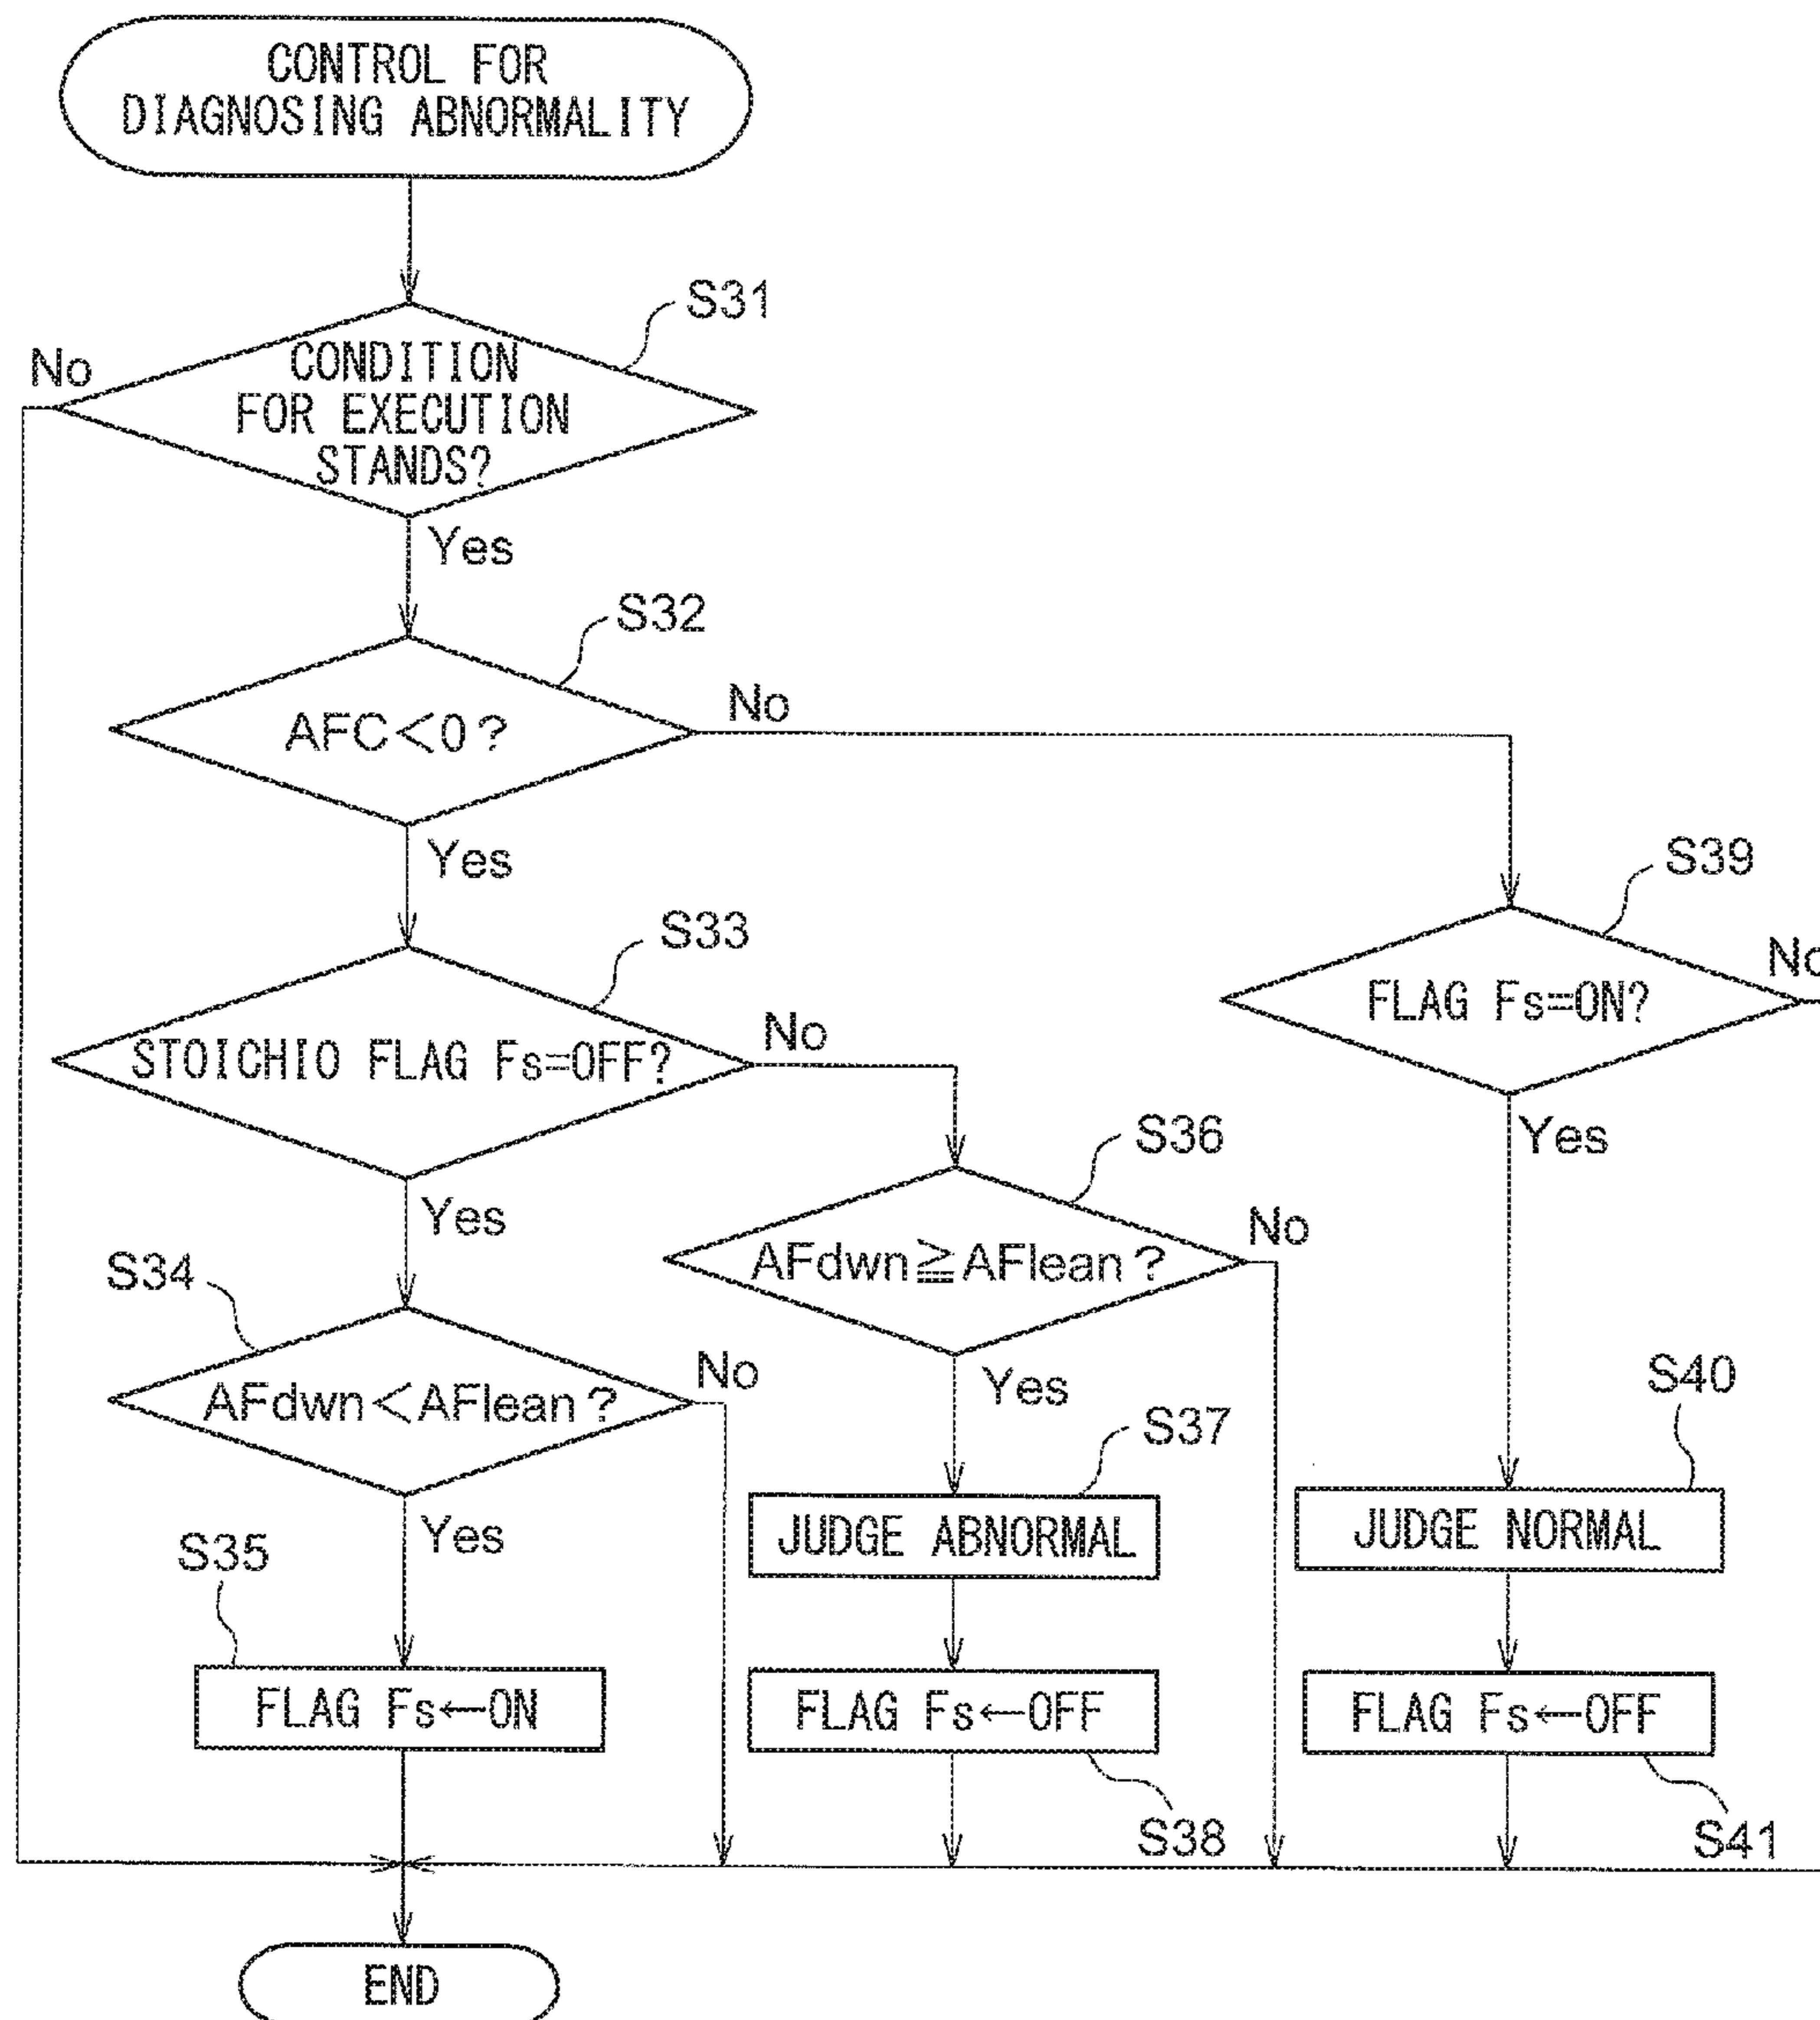 CONTROL FOR
DIAGNOSING ABNORMALITY
S31
No
CONDITION
FOR EXECUTION
STANDS?
Yes
S32
No
AFC<0?
Yes
S39
S33
No
FLAG Fs=ON?
No
STOICHIO FLAG Fs=OFF?
Yes
S36
Yes
No
AFdwn≧AFlean?
S34
No
Yes
S40
AFdwn<AFlean?
S37
Yes
JUDGE ABNORMAL
JUDGE NORMAL
S35
FLAG Fs←ON
FLAG Fs←OFF
FLAG Fs←OFF
S38
S41
END